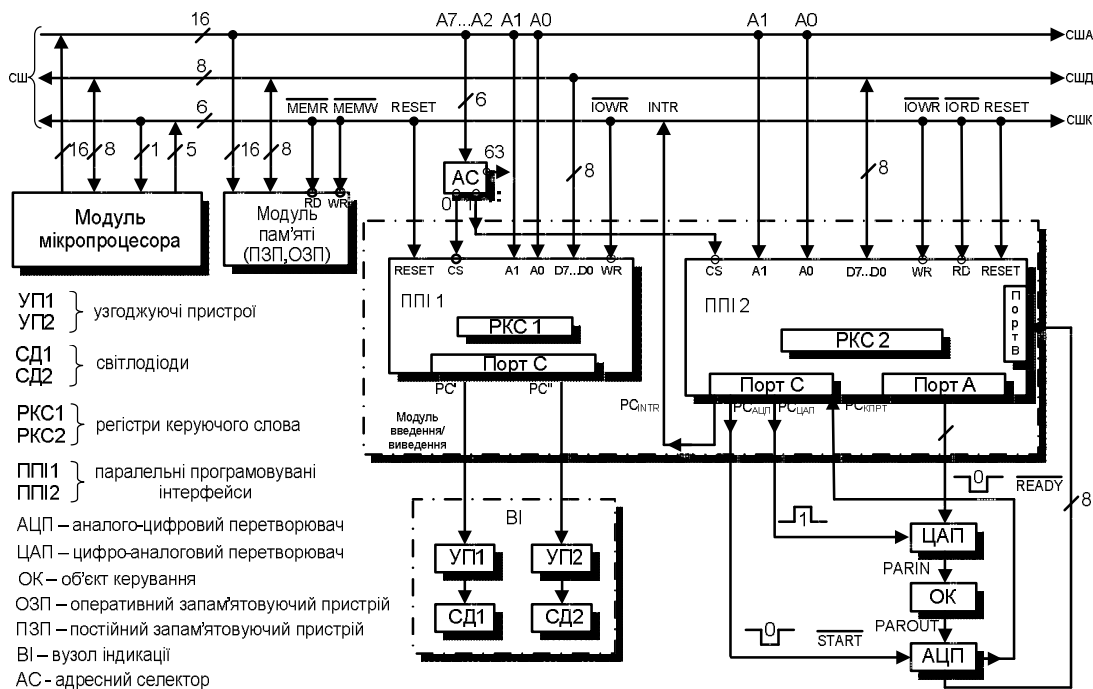 16 A7...A2 A1 A0 A1 A0
СШ
США
8
СШД
6 MEMR MEMW RESET 6 IOWR INTR IOWR IORD RESET
СШК
16 8 1 5 16 8 63 8 8
АС
0 1
Модуль
мікропроцесора
RD WR
Модуль
пам'яті
(ПЗП,ОЗП)
RESET CS A1 A0 D7...D0 WR
ППІ 1
РКС 1
Порт С
PC' PC"
CS A1 A0 D7...D0 WR RD RESET
ППІ 2
РКС 2
Порт В
Порт С
Порт А
PCINTR PCАЦП PCЦАП PCКПРТ
Модуль
введення/
виведення
УП1
УП2
узгоджуючі пристрої
СД1
СД2
світлодіоди
РКС1
РКС2
регістри керуючого слова
ППІ1
ППІ2
паралельні програмовувані
інтерфейси
АЦП – аналого-цифровий перетворювач
ЦАП – цифро-аналоговий перетворювач
ОК – об'єкт керування
ОЗП – оперативний запам'ятовуючий пристрій
ПЗП – постійний запам'ятовуючий пристрій
ВІ – вузол індикації
АС - адресний селектор
ВІ
УП1 УП2
СД1 СД2
0 READY
8
1
ЦАП
PARIN
ОК
PAROUT
0 START
АЦП